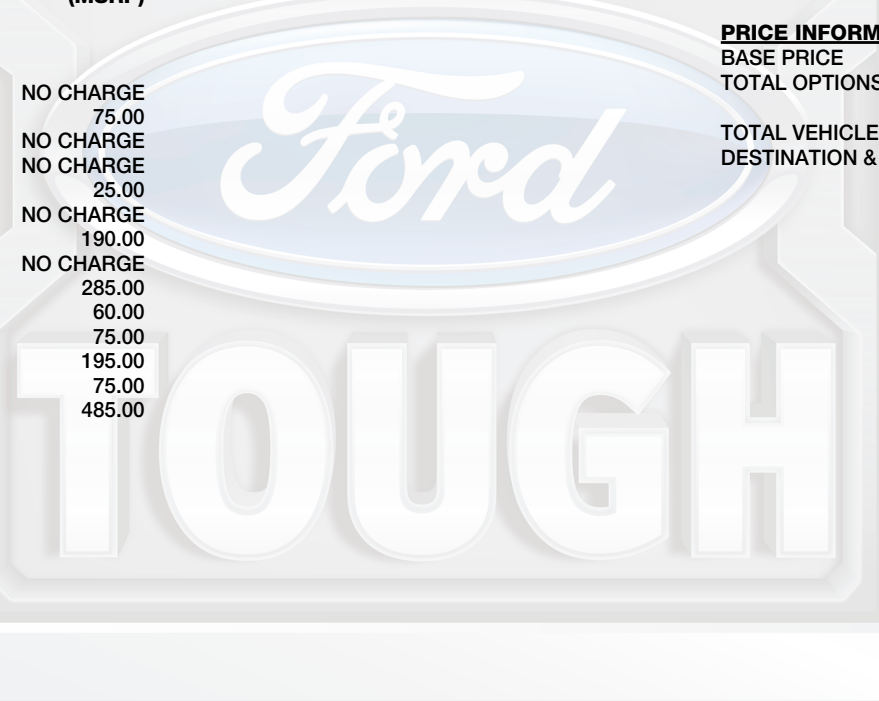 (MSRP)
NO CHARGE
75.00
NO CHARGE
NO CHARGE
25.00
NO CHARGE
190.00
NO CHARGE
285.00
60.00
75.00
195.00
75.00
485.00
PRICE INFORM
BASE PRICE
TOTAL OPTIONS
TOTAL VEHICLE
DESTINATION &
Ford
TOUGH